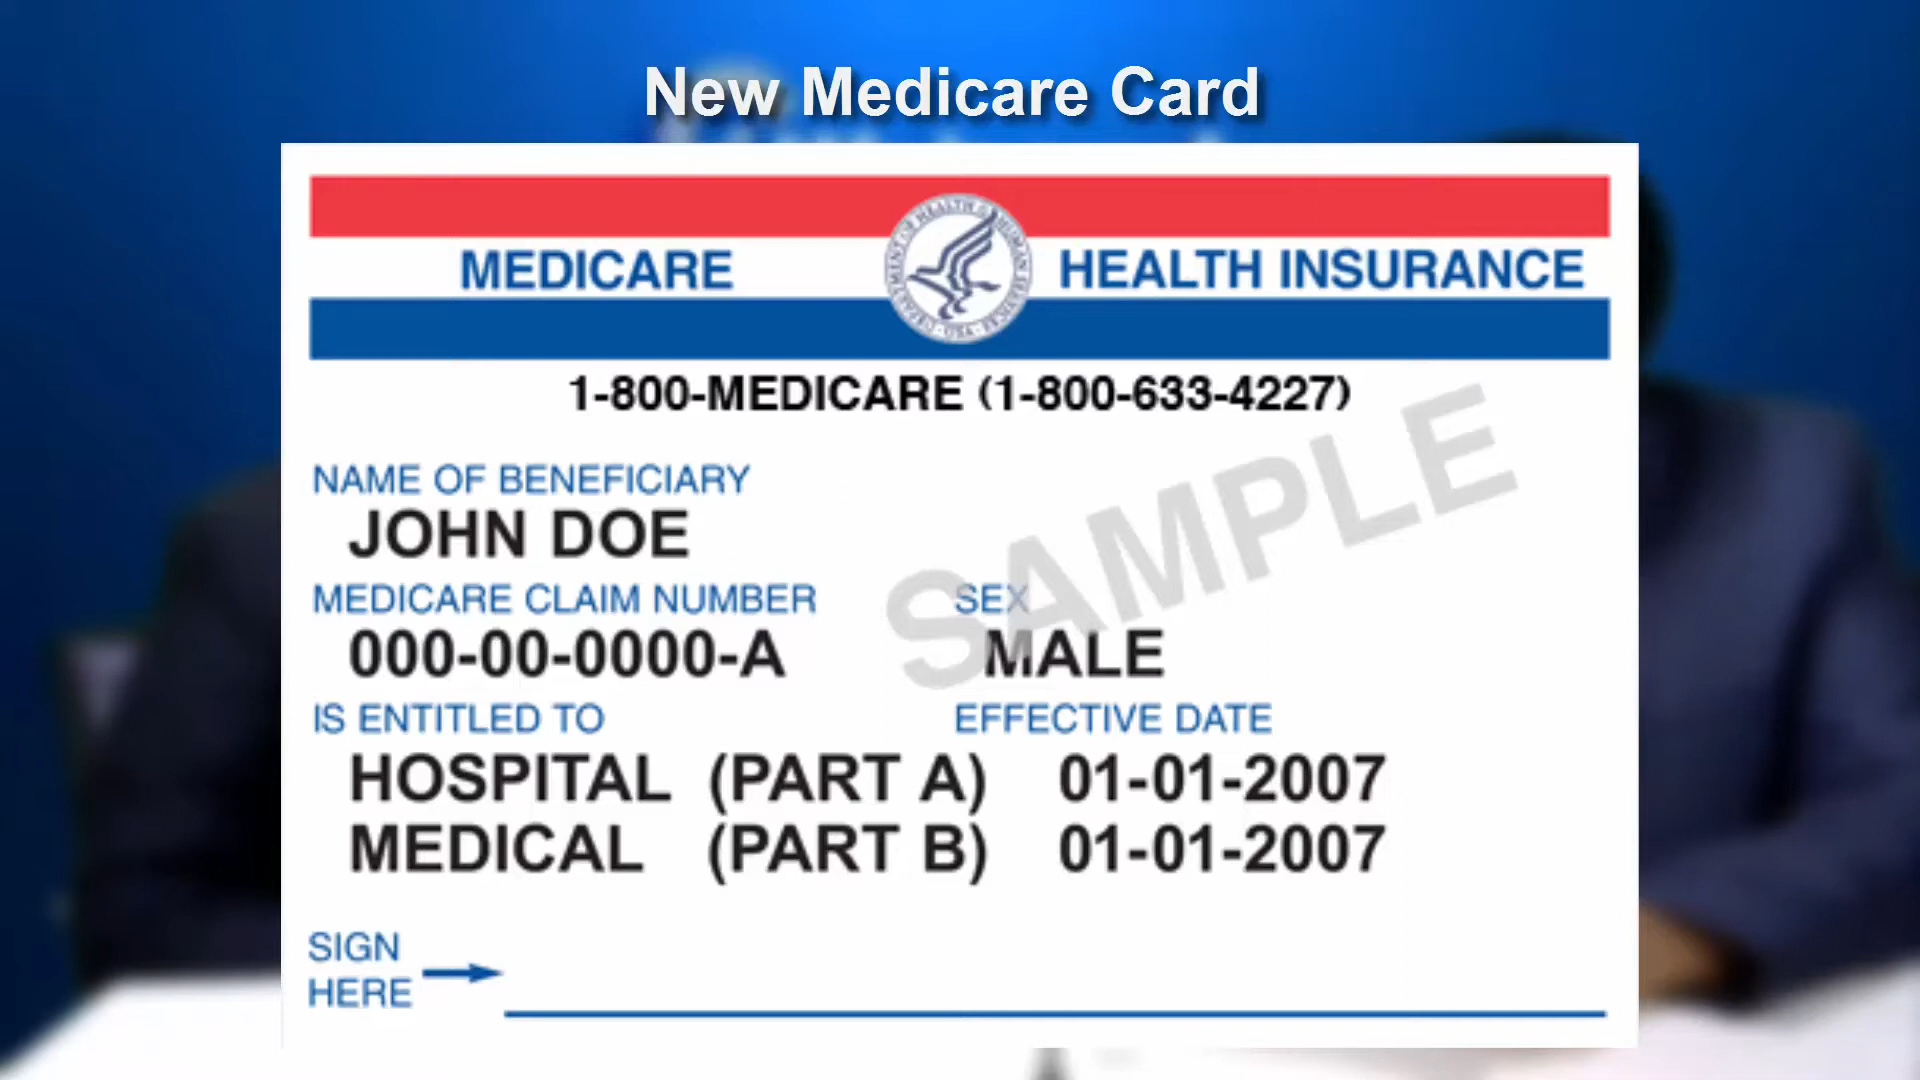 New Medicare Card
MEDICARE HEALTH INSURANCE
1-800-MEDICARE (1-800-633-4227)
NAME OF BENEFICIARY
JOHN DOE
MEDICARE CLAIM NUMBER SEX
000-00-0000-A MALE
IS ENTITLED TO EFFECTIVE DATE
HOSPITAL (PART A) 01-01-2007
MEDICAL (PART B) 01-01-2007
SIGN
HERE
SAMPLE